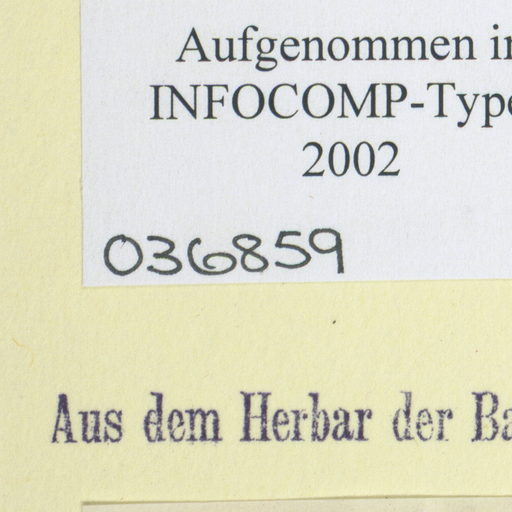 Aufgenommen in
INFOCOMP-Type
2002
036859
Aus dem Herbar der Ba